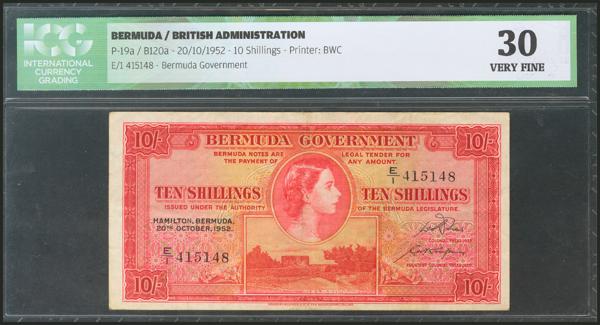 ICG
INTERNATIONAL
CURRENCY
GRADING
BERMUDA / BRITISH ADMINISTRATION
P-19a / B120a - 20/10/1952 - 10 Shillings - Printer: BWC
E/1 415148 - Bermuda Government
30
VERY FINE
10/- BERMUDA GOVERNMENT 10/-
BERMUDA NOTES ARE LEGAL TENDER FOR
THE PAYMENT OF ANY AMOUNT.
E/1 415148
TEN SHILLINGS TEN SHILLINGS
ISSUED UNDER THE AUTHORITY OF THE BERMUDA LEGISLATURE.
HAMILTON, BERMUDA.
20TH OCTOBER, 1952.
COLONIAL TREASURER
E/1 415148
10/- 10/-